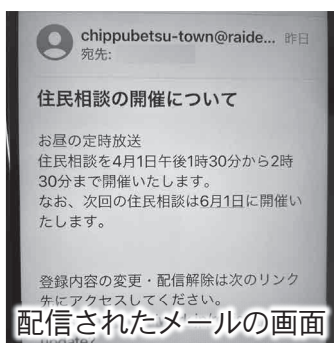 chippubetsu-town@raide... 昨日
宛先:
住民相談の開催について
お昼の定時放送
住民相談を4月1日午後1時30分から2時
30分まで開催いたします。
なお、次回の住民相談は6月1日に開催い
たします。
登録内容の変更・配信解除は次のリンク
先にアクセスしてください。
配信されたメールの画面